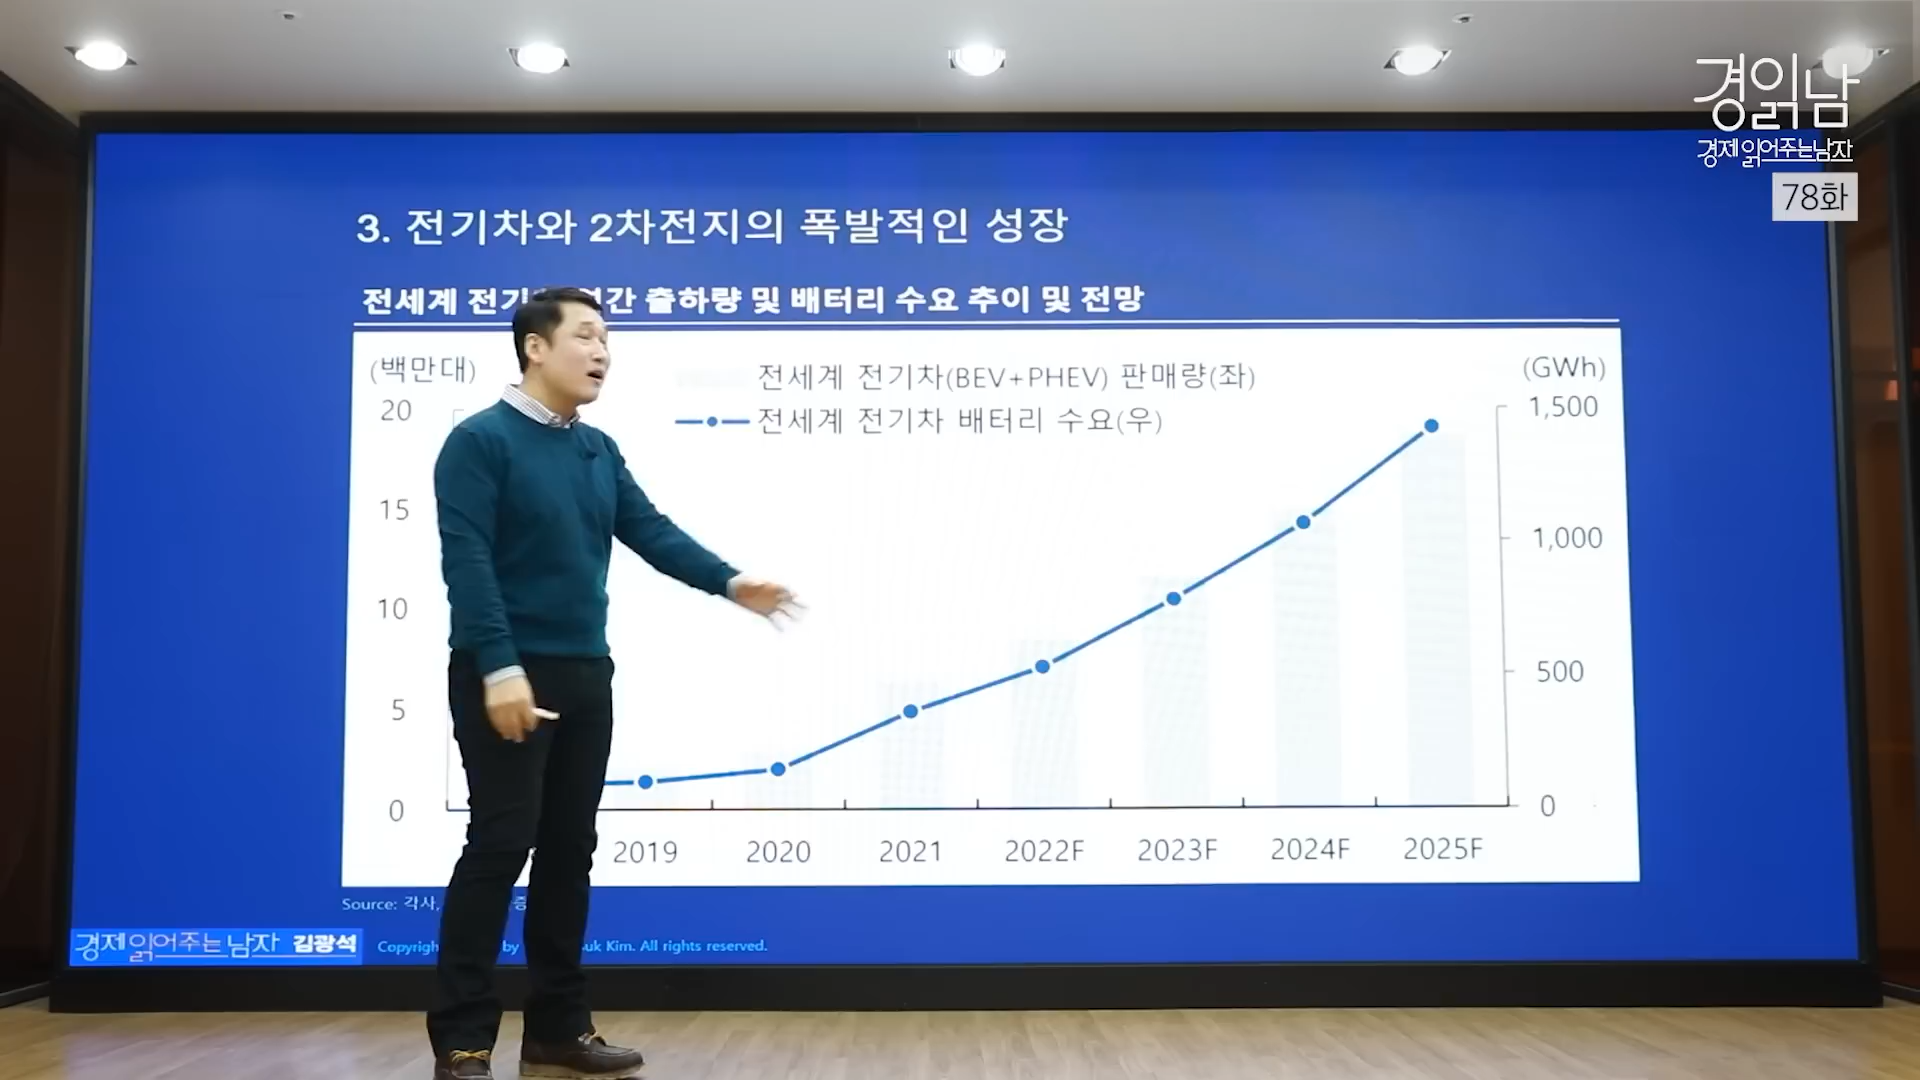 경읽남
경제 읽어주는 남자
78화
3. 전기차와 2차전지의 폭발적인 성장
전세계 전기 연간 출하량 및 배터리 수요 추이 및 전망
(백만대)
(GWh)
전세계 전기차(BEV+PHEV) 판매량(좌)
전세계 전기차 배터리 수요(우)
20
15
10
5
0
1,500
1,000
500
0
2019 2020 2021 2022F 2023F 2024F 2025F
Source: 각사,
경제 읽어주는 남자 김광석
Copyrigh by uk Kim. All rights reserved.